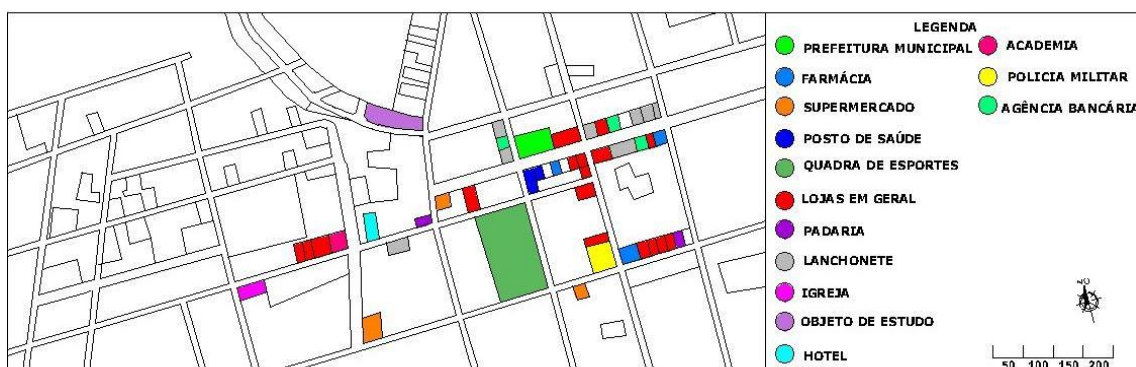 LEGENDA
PREFEITURA MUNICIPAL
FARMÁCIA
SUPERMERCADO
POSTO DE SAÚDE
QUADRA DE ESPORTES
LOJAS EM GERAL
PADARIA
LANCHONETE
IGREJA
OBJETO DE ESTUDO
HOTEL
ACADEMIA
POLICIA MILITAR
AGÊNCIA BANCÁRIA
50 100 150 200